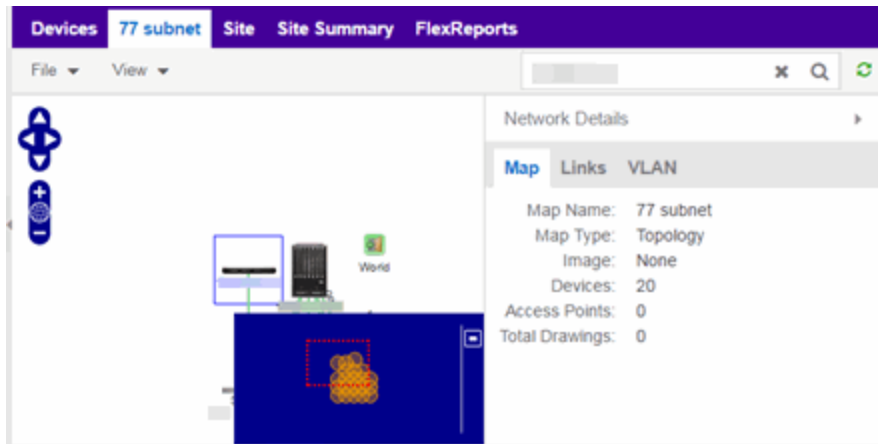 Devices 77 subnet Site Site Summary FlexReports
File View
Network Details
Map Links VLAN
Map Name: 77 subnet
Map Type: Topology
Image: None
Devices: 20
Access Points: 0
Total Drawings: 0
World